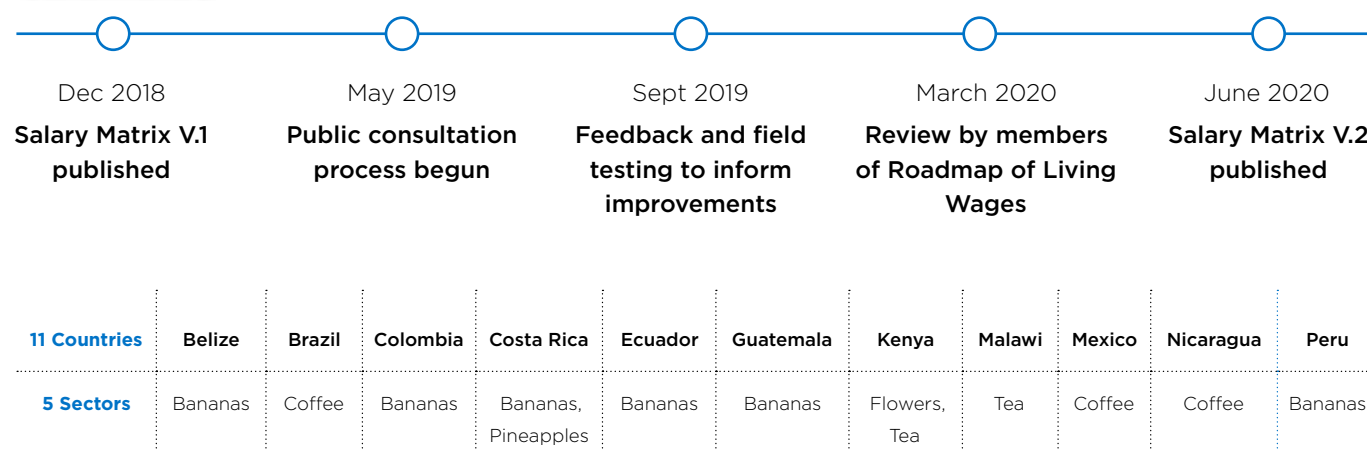 Dec 2018
Salary Matrix V.1
published
May 2019
Public consultation
process begun
Sept 2019
Feedback and field
testing to inform
improvements
March 2020
Review by members
of Roadmap of Living
Wages
June 2020
Salary Matrix V.2
published
11 Countries Belize Brazil Colombia Costa Rica Ecuador Guatemala Kenya Malawi Mexico Nicaragua Peru
5 Sectors Bananas Coffee Bananas Bananas, Bananas Bananas Flowers, Tea Coffee Coffee Bananas
Pineapples Tea